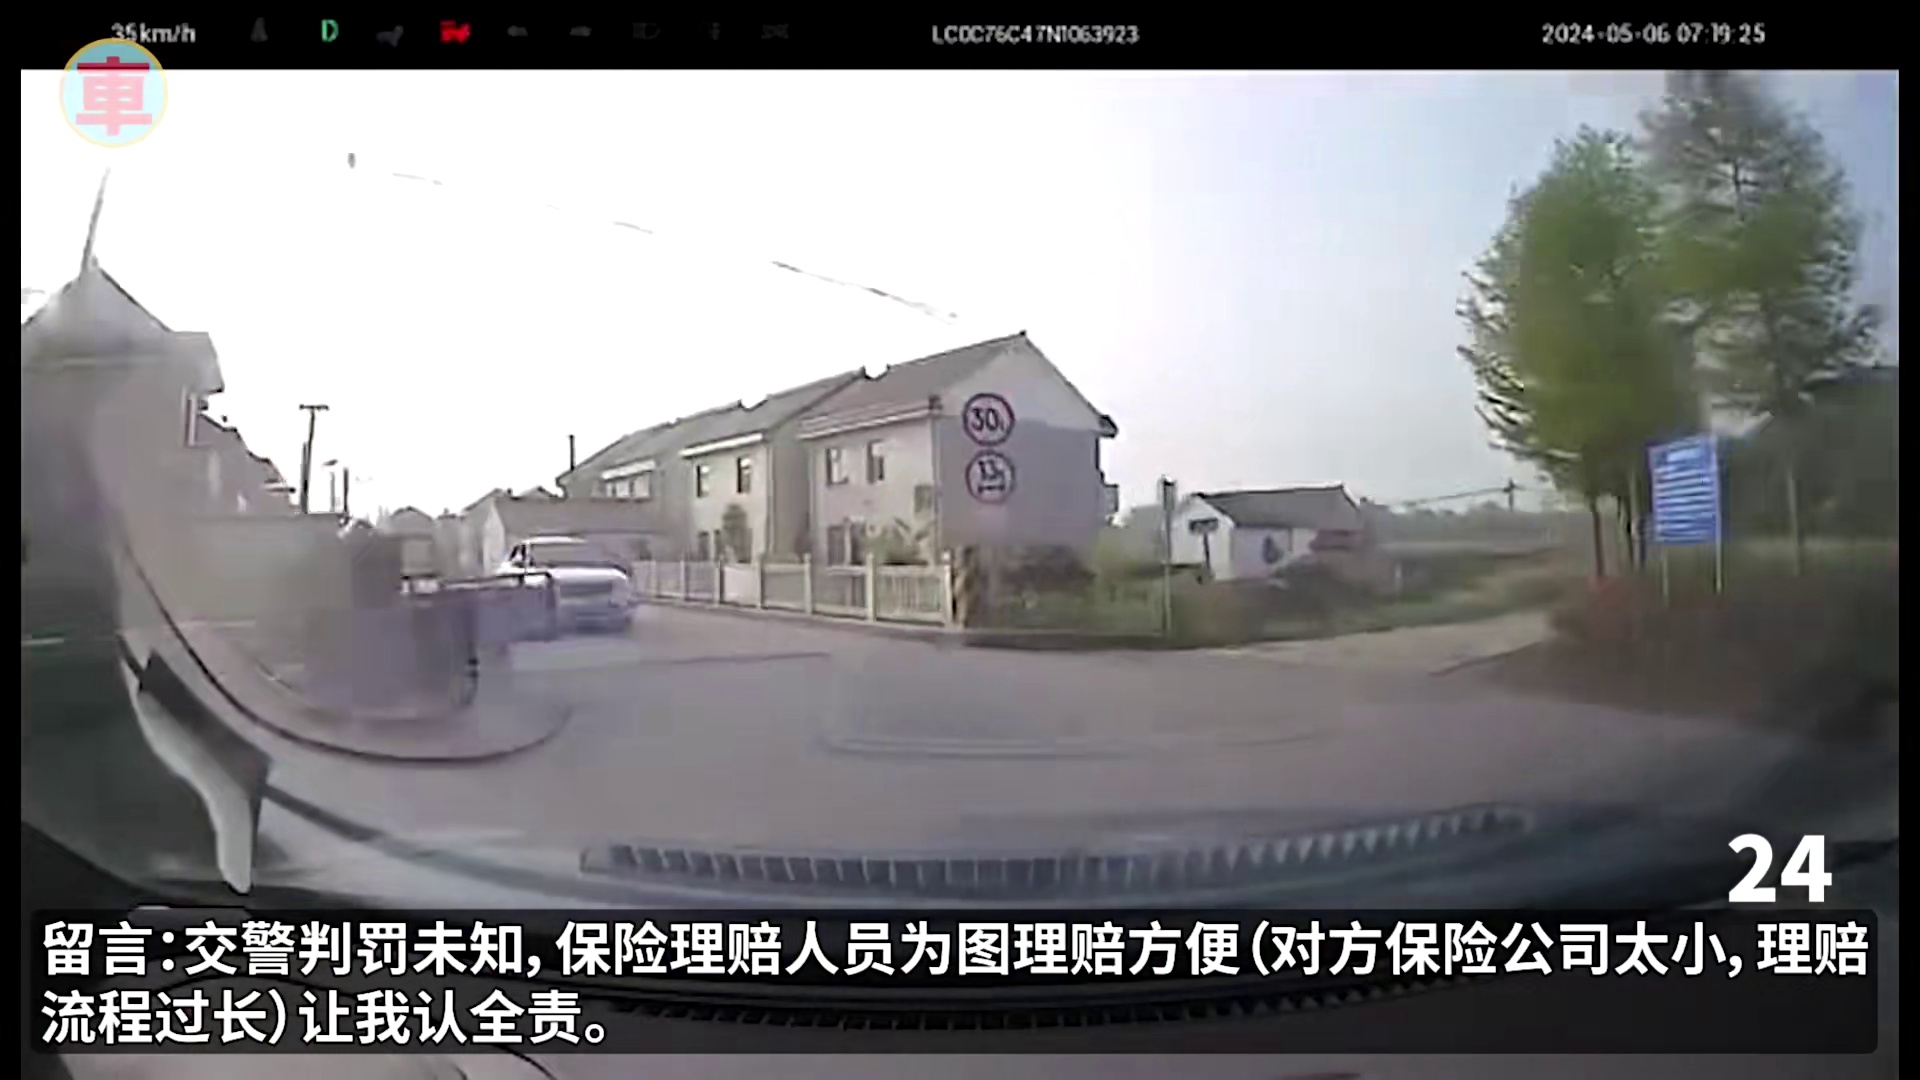 35km/h
D
LC0C76C47N1063923
2024-05-06 07:19:25
車
30
13
24
留言：交警判罚未知，保险理赔人员为图理赔方便（对方保险公司太小，理赔
流程过长）让我认全责。